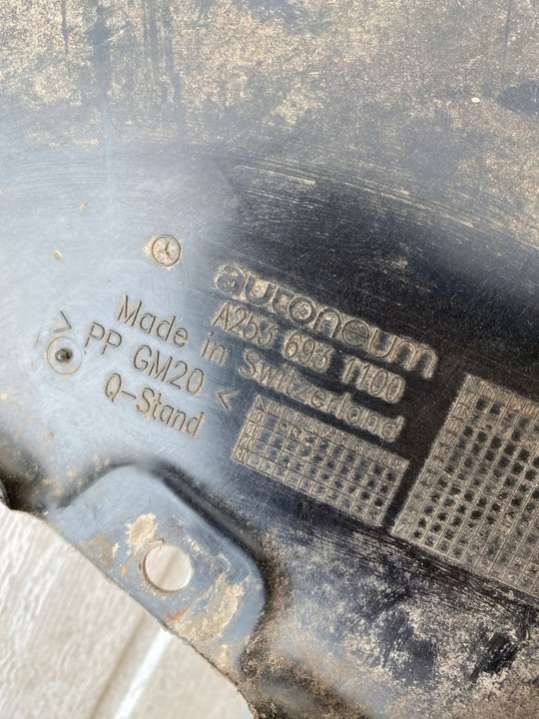 autoneum
A253 693 1100
Made in Switzerland
> PP GM20 <
Q-Stand